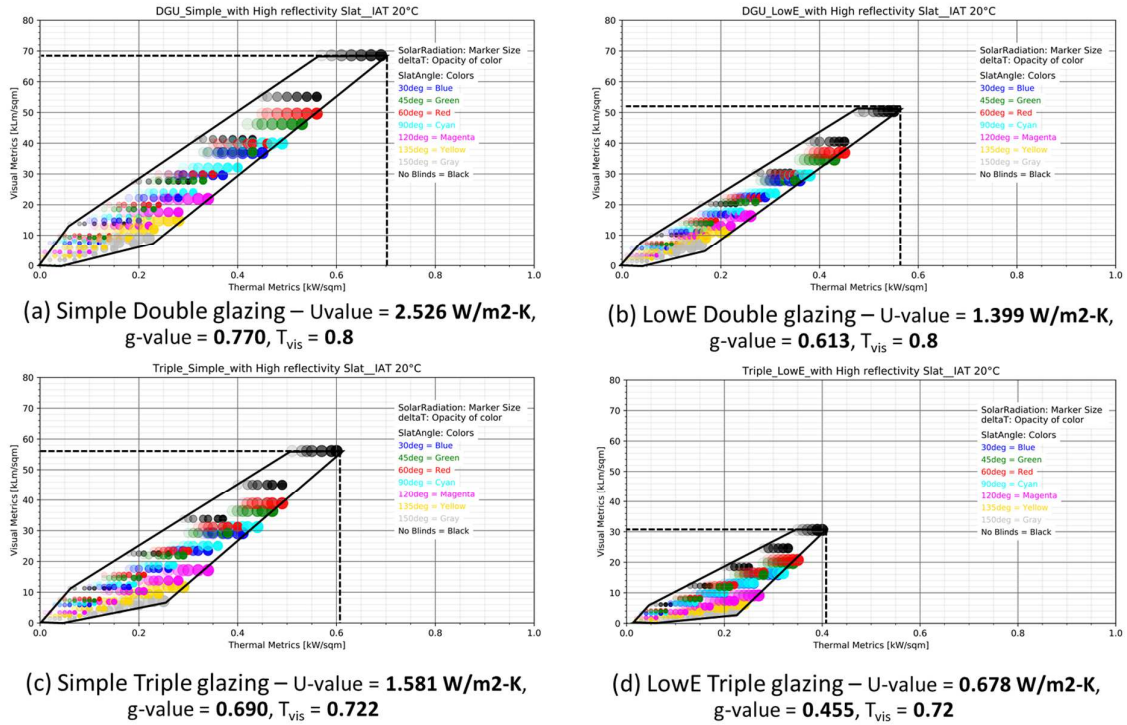 DGU_Simple_with High reflectivity Slat__IAT 20°C
80
70
60
50
40
30
20
10
0
Visual Metrics [kLm/sqm]
SolarRadiation: Marker Size
deltaT: Opacity of color
SlatAngle: Colors
30deg = Blue
45deg = Green
60deg = Red
90deg = Cyan
120deg = Magenta
135deg = Yellow
150deg = Gray
No Blinds = Black
0.0 0.2 0.4 0.6 0.8 1.0
Thermal Metrics [kW/sqm]
(a) Simple Double glazing – Uvalue = 2.526 W/m2-K,
g-value = 0.770, Tvis = 0.8
DGU_LowE_with High reflectivity Slat__IAT 20°C
80
70
60
50
40
30
20
10
0
Visual Metrics [kLm/sqm]
SolarRadiation: Marker Size
deltaT: Opacity of color
SlatAngle: Colors
30deg = Blue
45deg = Green
60deg = Red
90deg = Cyan
120deg = Magenta
135deg = Yellow
150deg = Gray
No Blinds = Black
0.0 0.2 0.4 0.6 0.8 1.0
Thermal Metrics [kW/sqm]
(b) LowE Double glazing – U-value = 1.399 W/m2-K,
g-value = 0.613, Tvis = 0.8
Triple_Simple_with High reflectivity Slat__IAT 20°C
80
70
60
50
40
30
20
10
0
Visual Metrics [kLm/sqm]
SolarRadiation: Marker Size
deltaT: Opacity of color
SlatAngle: Colors
30deg = Blue
45deg = Green
60deg = Red
90deg = Cyan
120deg = Magenta
135deg = Yellow
150deg = Gray
No Blinds = Black
0.0 0.2 0.4 0.6 0.8 1.0
Thermal Metrics [kW/sqm]
(c) Simple Triple glazing – U-value = 1.581 W/m2-K,
g-value = 0.690, Tvis = 0.722
Triple_LowE_with High reflectivity Slat__IAT 20°C
80
70
60
50
40
30
20
10
0
Visual Metrics [kLm/sqm]
SolarRadiation: Marker Size
deltaT: Opacity of color
SlatAngle: Colors
30deg = Blue
45deg = Green
60deg = Red
90deg = Cyan
120deg = Magenta
135deg = Yellow
150deg = Gray
No Blinds = Black
0.0 0.2 0.4 0.6 0.8 1.0
Thermal Metrics [kW/sqm]
(d) LowE Triple glazing – U-value = 0.678 W/m2-K,
g-value = 0.455, Tvis = 0.72